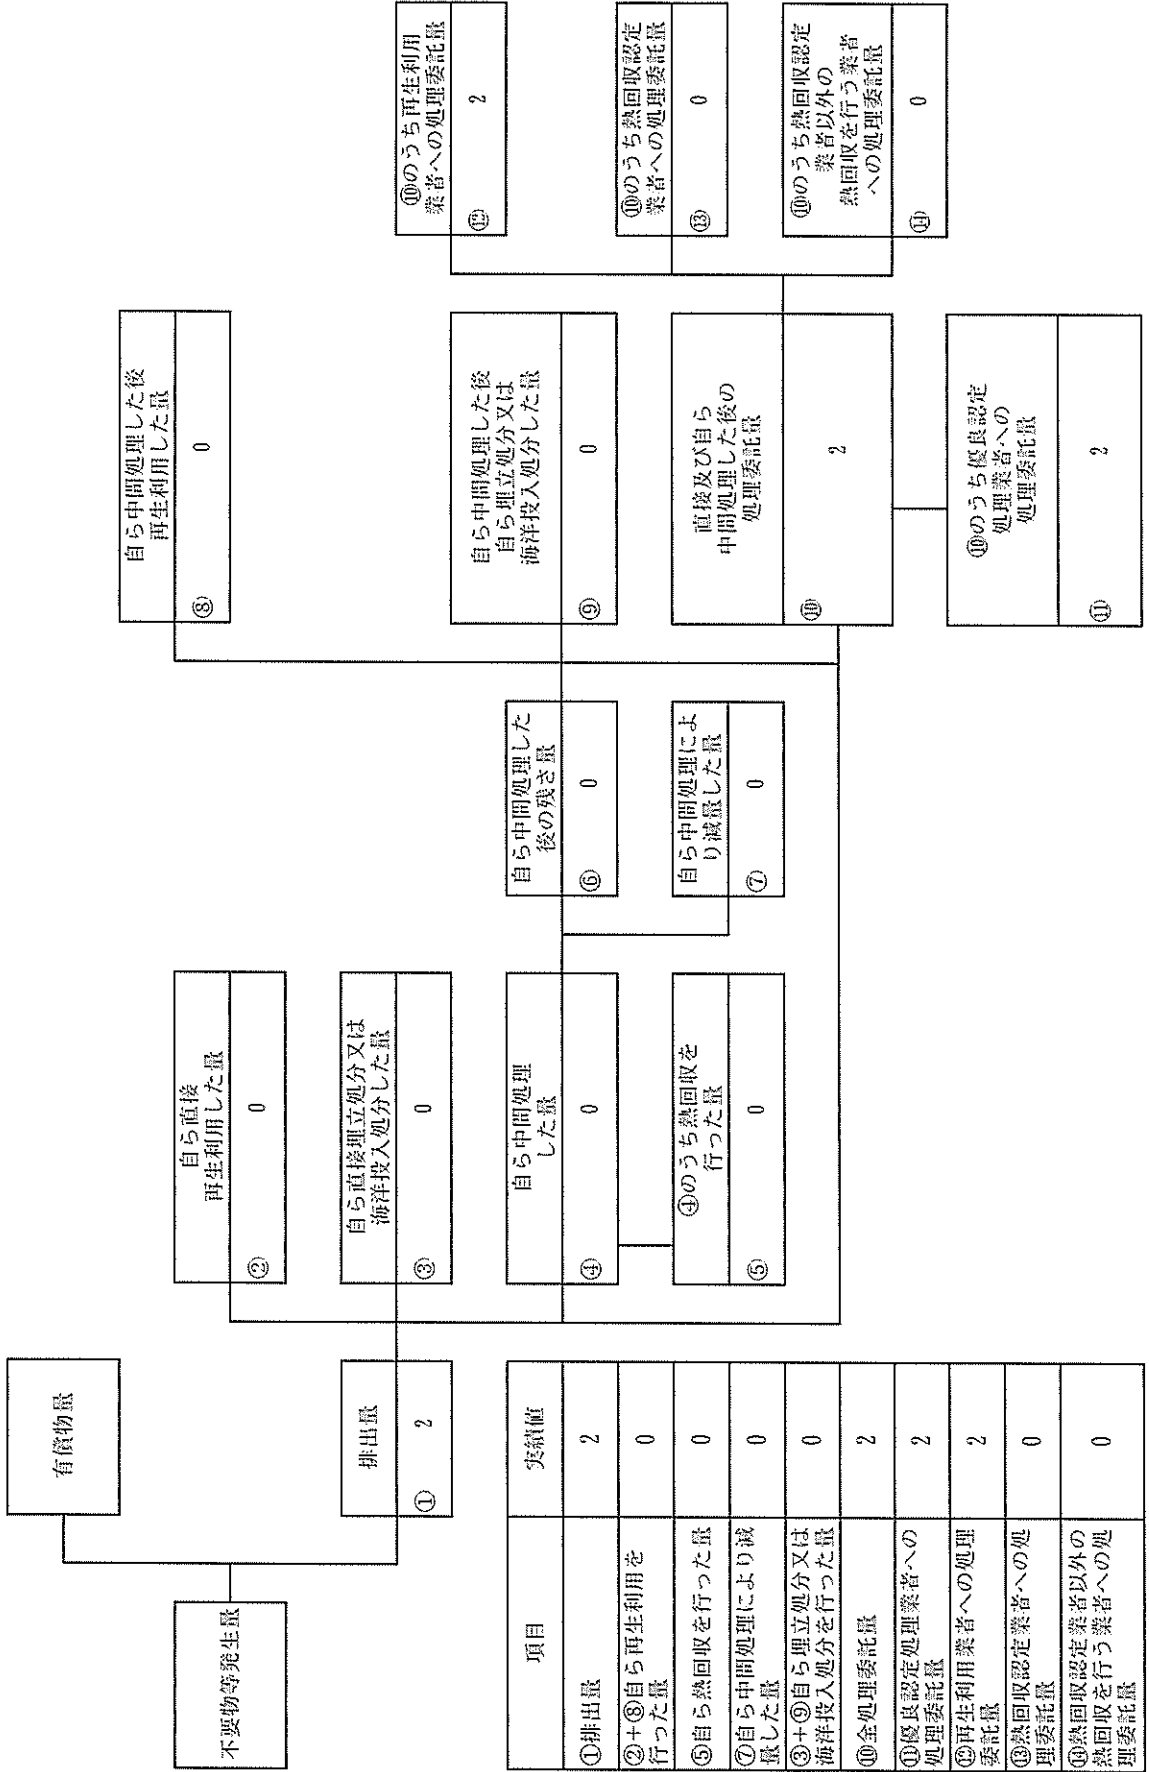 不要物等発生量
有償物量
排出量
① 2
自ら直接
再生利用した量
② 0
自ら直接埋立処分又は
海洋投入処分した量
③ 0
自ら中間処理
した量
④ 0
④のうち熱回収を
行った量
⑤ 0
自ら中間処理した
後の残さ量
⑥ 0
自ら中間処理によ
り減量した量
⑦ 0
自ら中間処理した後
再生利用した量
⑧ 0
自ら中間処理した後
自ら埋立処分又は
海洋投入処分した量
⑨ 0
直接及び自ら
中間処理した後の
処理委託量
⑩ 2
⑩のうち優良認定
処理業者への
処理委託量
⑪ 2
⑩のうち再生利用
業者への処理委託量
⑫ 2
⑩のうち熱回収認定
業者への処理委託量
⑬ 0
⑩のうち熱回収認定
業者以外の
熱回収を行う業者
への処理委託量
⑭ 0
項目 実績値
①排出量 2
②+⑧自ら再生利用を
行った量 0
⑤自ら熱回収を行った量 0
⑦自ら中間処理により減
量した量 0
③+⑨自ら埋立処分又は
海洋投入処分を行った量 0
⑩全処理委託量 2
⑪優良認定処理業者への
処理委託量 2
⑫再生利用業者への処理
委託量 2
⑬熱回収認定業者への処
理委託量 0
⑭熱回収認定業者以外の
熱回収を行う業者への処
理委託量 0